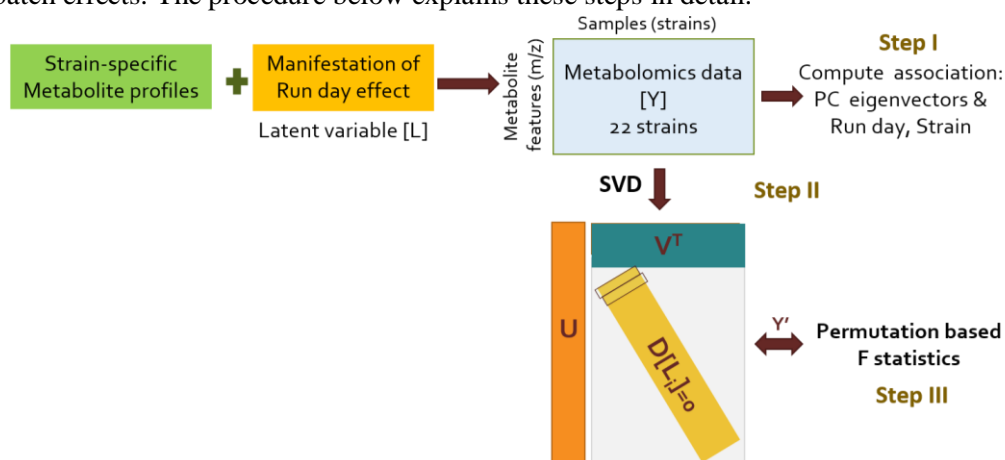 batch effects. The procedure below explains these steps in detail.
Samples (strains)
Strain-specific
Metabolite profiles
Manifestation of
Run day effect
Latent variable [L]
Metabolite
features (m/z)
Metabolomics data
[Y]
22 strains
Step I
Compute association:
PC eigenvectors &
Run day, Strain
SVD
Step II
V^T
U
D[L_i]=0
Y'
Permutation based
F statistics
Step III